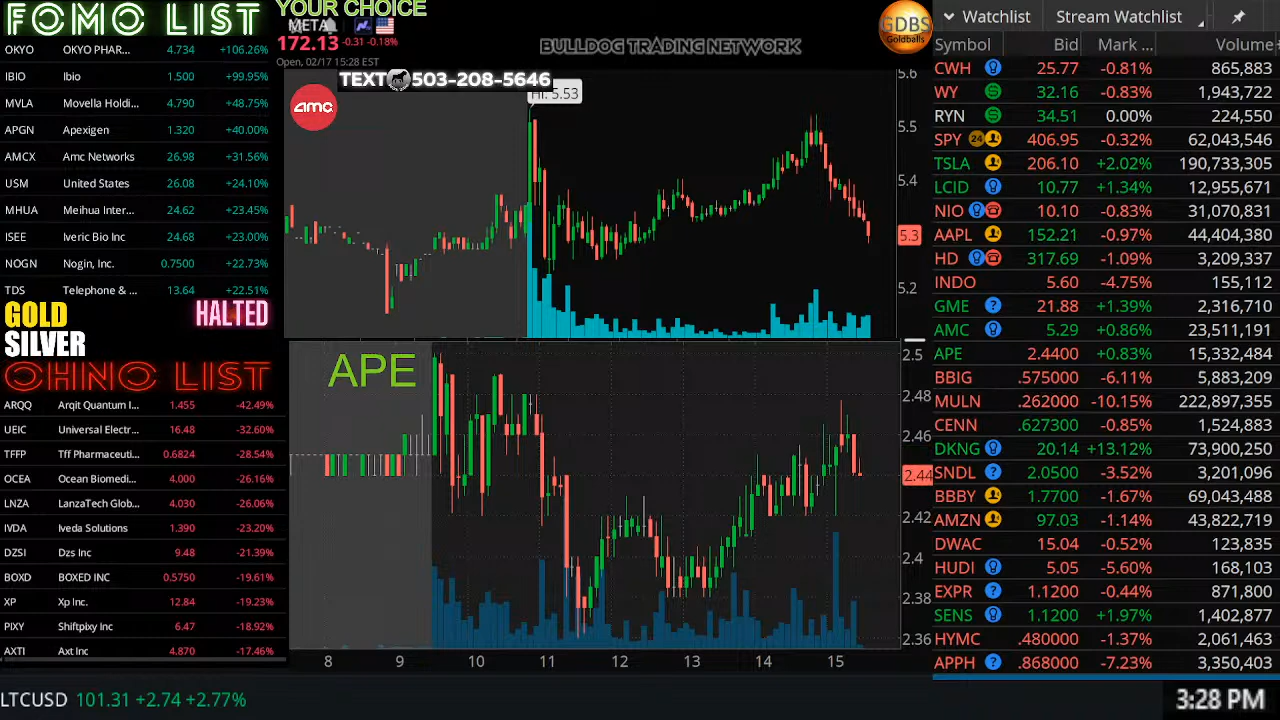 FOMO LIST
OKYO OKYO PHAR... 4.734 +106.26%
IBIO Ibio 1.500 +99.95%
MVLA Movella Holdi... 4.790 +48.75%
APGN Apexigen 1.320 +40.00%
AMCX Amc Networks 26.98 +31.56%
USM United States 26.08 +24.10%
MHUA Meihua Inter... 24.62 +23.45%
ISEE Iveric Bio Inc 24.68 +23.00%
NOGN Nogin, Inc. 0.7500 +22.73%
TDS Telephone & ... 13.64 +22.51%
GOLD
SILVER
HALTED
OHNO LIST
ARQQ Arqit Quantum I... 1.455 -42.49%
UEIC Universal Electr... 16.48 -32.60%
TFFP Tff Pharmaceuti... 0.6824 -28.54%
OCEA Ocean Biomedi... 4.000 -26.16%
LNZA LanzaTech Glob... 4.030 -26.06%
IVDA Iveda Solutions 1.390 -23.20%
DZSI Dzs Inc 9.48 -21.39%
BOXD BOXED INC 0.5750 -19.61%
XP Xp Inc. 12.84 -19.23%
PIXY Shiftpixy Inc 6.47 -18.92%
AXTI Axt Inc 4.870 -17.46%
LTCUSD 101.31 +2.74 +2.77%
YOUR CHOICE
META
172.13 -0.31 -0.18%
Open, 02/17 15:28 EST
BULLDOG TRADING NETWORK
GDBS
Goldballs
TEXT 503-208-5646
amc
Hi: 5.53
5.6
5.5
5.4
5.3
5.2
APE
2.5
2.48
2.46
2.44
2.42
2.4
2.38
2.36
8 9 10 11 12 13 14 15
Watchlist Stream Watchlist
Symbol Bid Mark ... Volume
CWH 25.77 -0.81% 865,883
WY 32.16 -0.83% 1,943,722
RYN 34.51 0.00% 224,550
SPY 24 406.95 -0.32% 62,043,546
TSLA 206.10 +2.02% 190,733,305
LCID 10.77 +1.34% 12,955,671
NIO 10.10 -0.83% 31,070,831
AAPL 152.21 -0.97% 44,404,380
HD 317.69 -1.09% 3,209,337
INDO 5.60 -4.75% 155,112
GME ? 21.88 +1.39% 2,316,710
AMC 5.29 +0.86% 23,511,191
APE 2.4400 +0.83% 15,332,484
BBIG .575000 -6.11% 5,883,209
MULN .262000 -10.15% 222,897,355
CENN .627300 -0.85% 1,524,883
DKNG 20.14 +13.12% 73,900,250
SNDL ? 2.0500 -3.52% 3,201,096
BBBY 1.7700 -1.67% 69,043,488
AMZN 97.03 -1.14% 43,822,719
DWAC 15.04 -0.52% 123,835
HUDI 5.05 -5.60% 168,103
EXPR ? 1.1200 -0.44% 871,800
SENS 1.1200 +1.97% 1,402,877
HYMC .480000 -1.37% 2,061,463
APPH ? .868000 -7.23% 3,350,403
3:28 PM